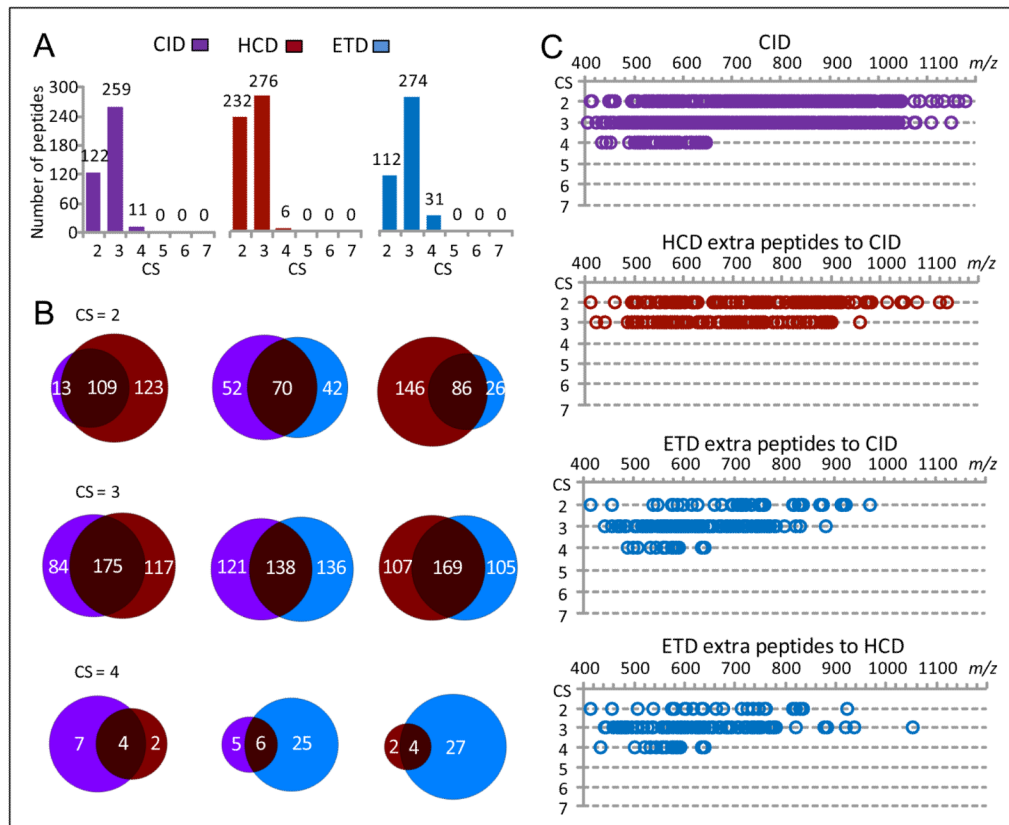 A
CID HCD ETD
Number of peptides
300
240
180
120
60
0
122 259 11 0 0 0
2 3 4 5 6 7
CS
232 276 6 0 0 0
2 3 4 5 6 7
CS
112 274 31 0 0 0
2 3 4 5 6 7
CS
B
CS = 2
13 109 123
52 70 42
146 86 26
CS = 3
84 175 117
121 138 136
107 169 105
CS = 4
7 4 2
5 6 25
2 4 27
C
CID
400 500 600 700 800 900 1000 1100 m/z
CS
2
3
4
5
6
7
HCD extra peptides to CID
400 500 600 700 800 900 1000 1100 m/z
CS
2
3
4
5
6
7
ETD extra peptides to CID
400 500 600 700 800 900 1000 1100 m/z
CS
2
3
4
5
6
7
ETD extra peptides to HCD
400 500 600 700 800 900 1000 1100 m/z
CS
2
3
4
5
6
7